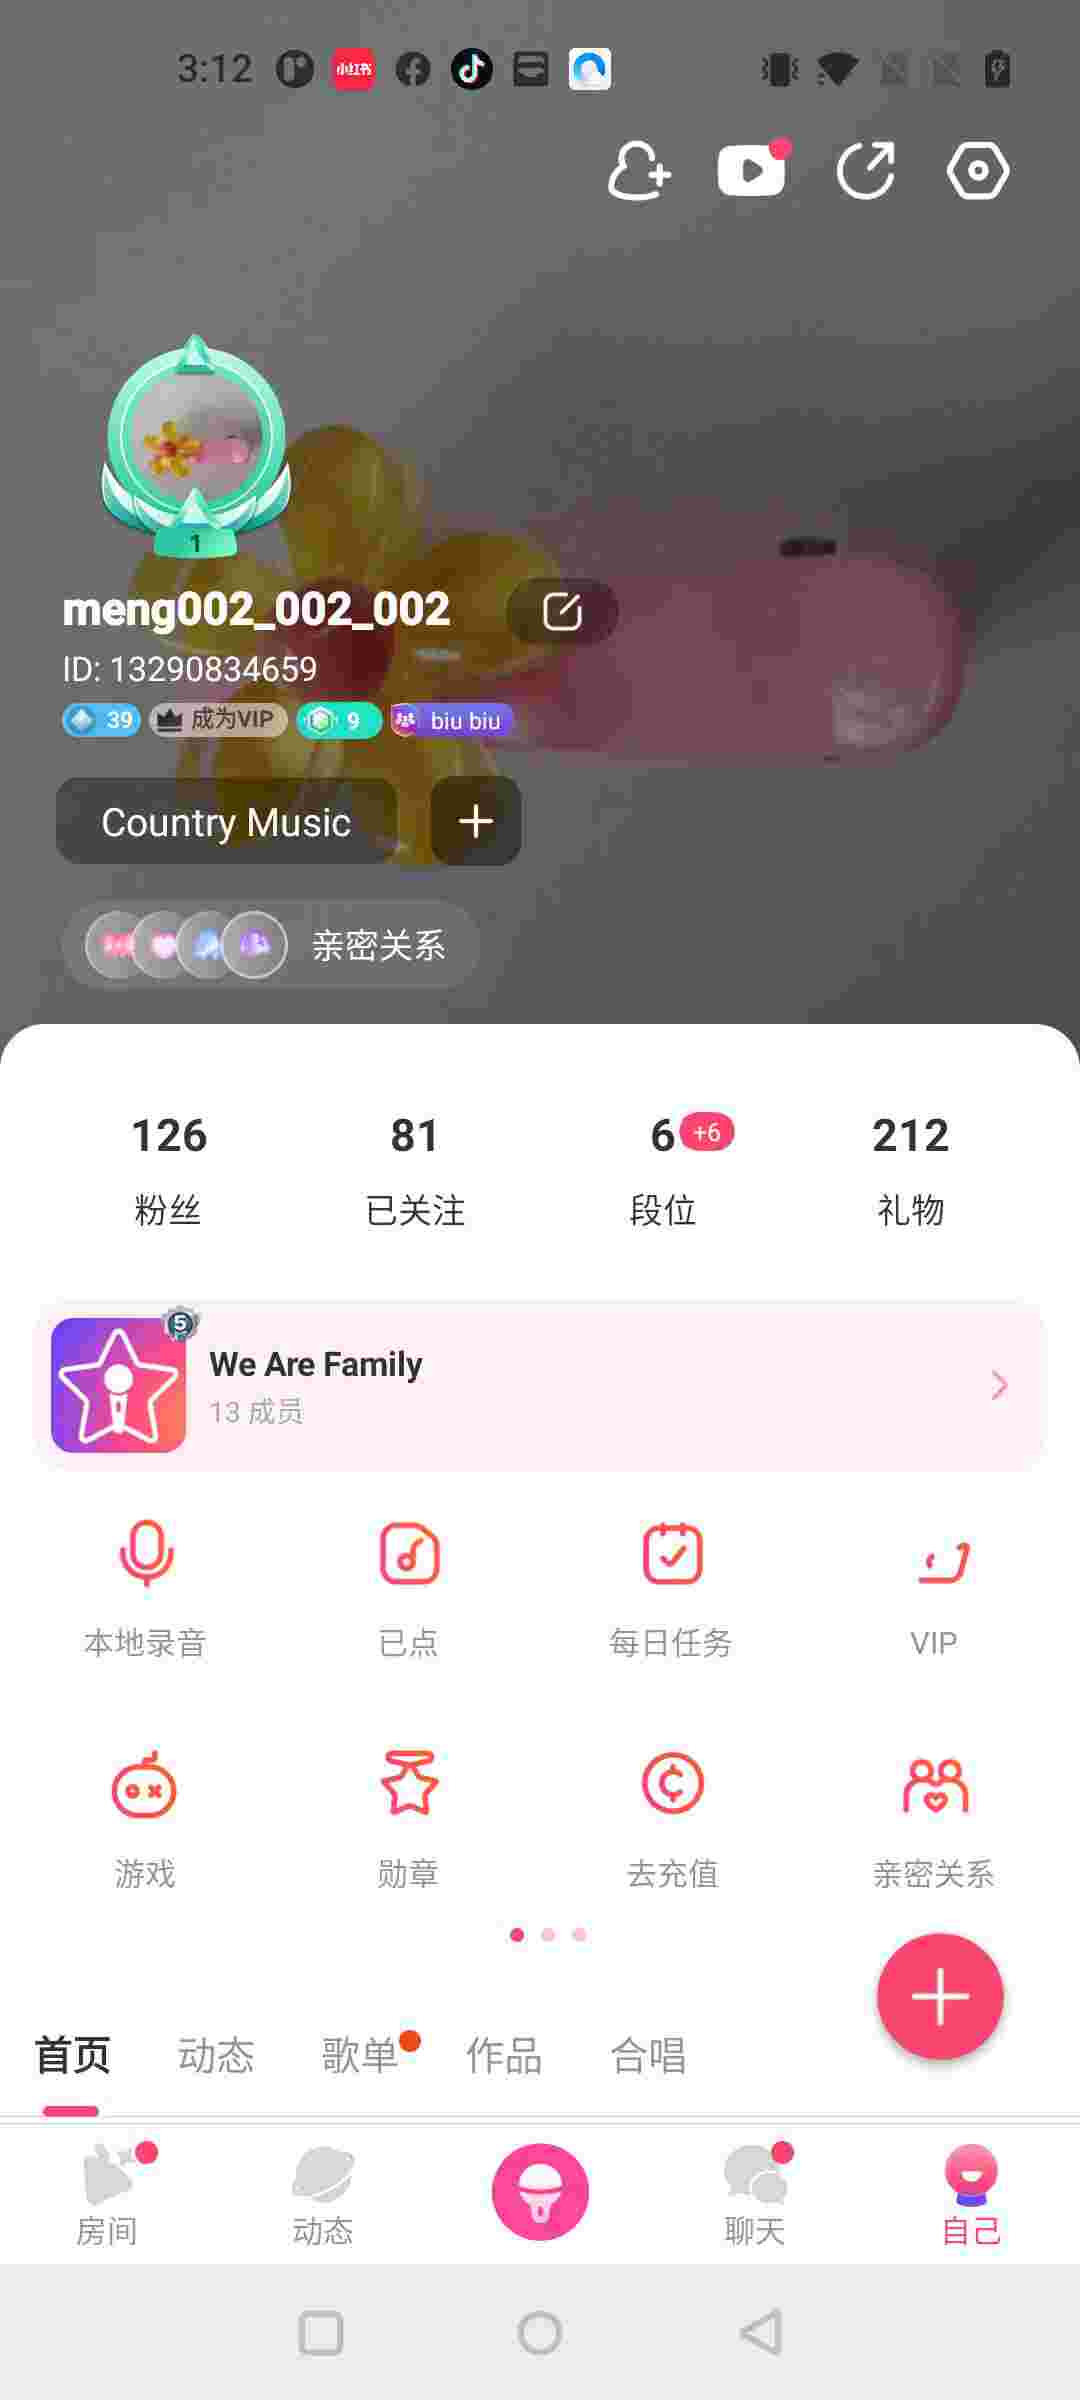 3:12
小红书
1
meng002_002_002
ID: 13290834659
39 成为VIP 9 biu biu
Country Music
亲密关系
126 81 6 +6 212
粉丝 已关注 段位 礼物
5
We Are Family
13 成员
本地录音 已点 每日任务 VIP
游戏 勋章 去充值 亲密关系
首页 动态 歌单 作品 合唱
房间 动态 聊天 自己